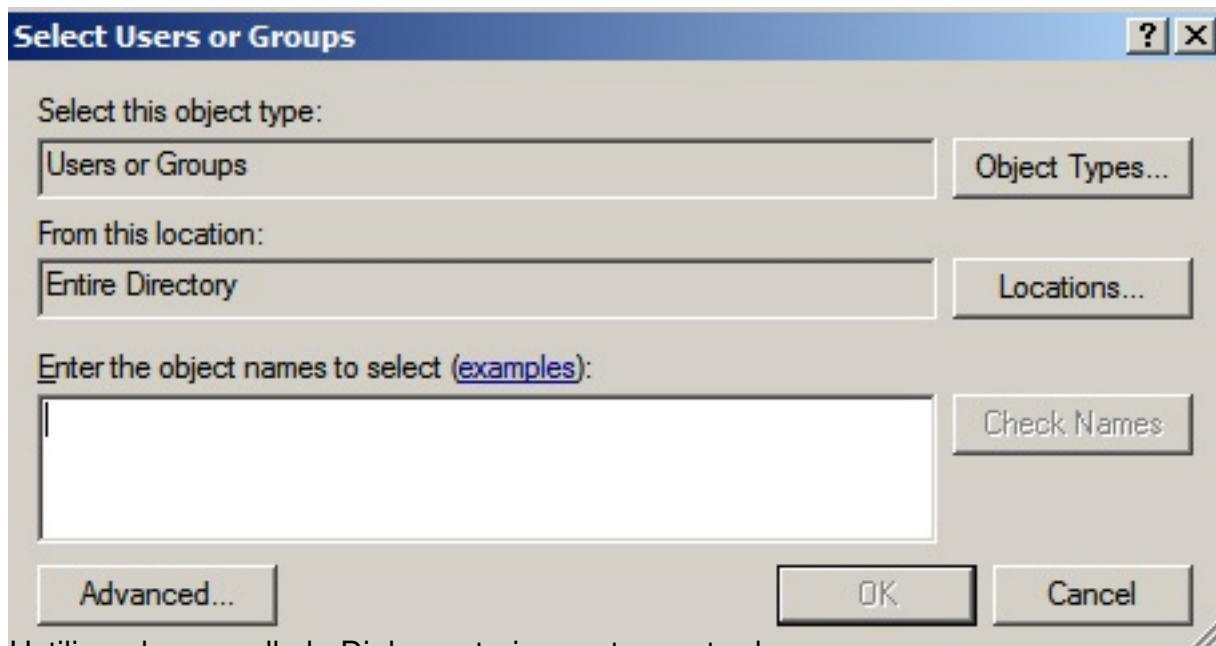 Select Users or Groups
Select this object type:
Users or Groups
Object Types...
From this location:
Entire Directory
Locations...
Enter the object names to select (examples):
Check Names
Advanced...
OK
Cancel